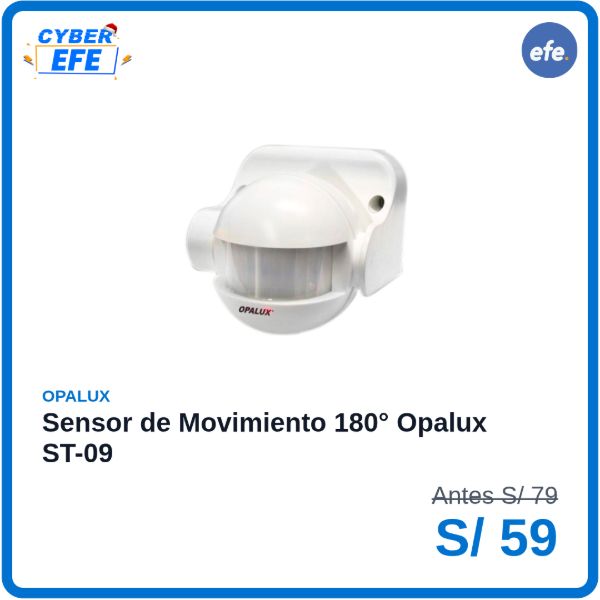 CYBER
EFE
efe.
OPALUX
OPALUX
Sensor de Movimiento 180° Opalux
ST-09
Antes S/ 79
S/ 59